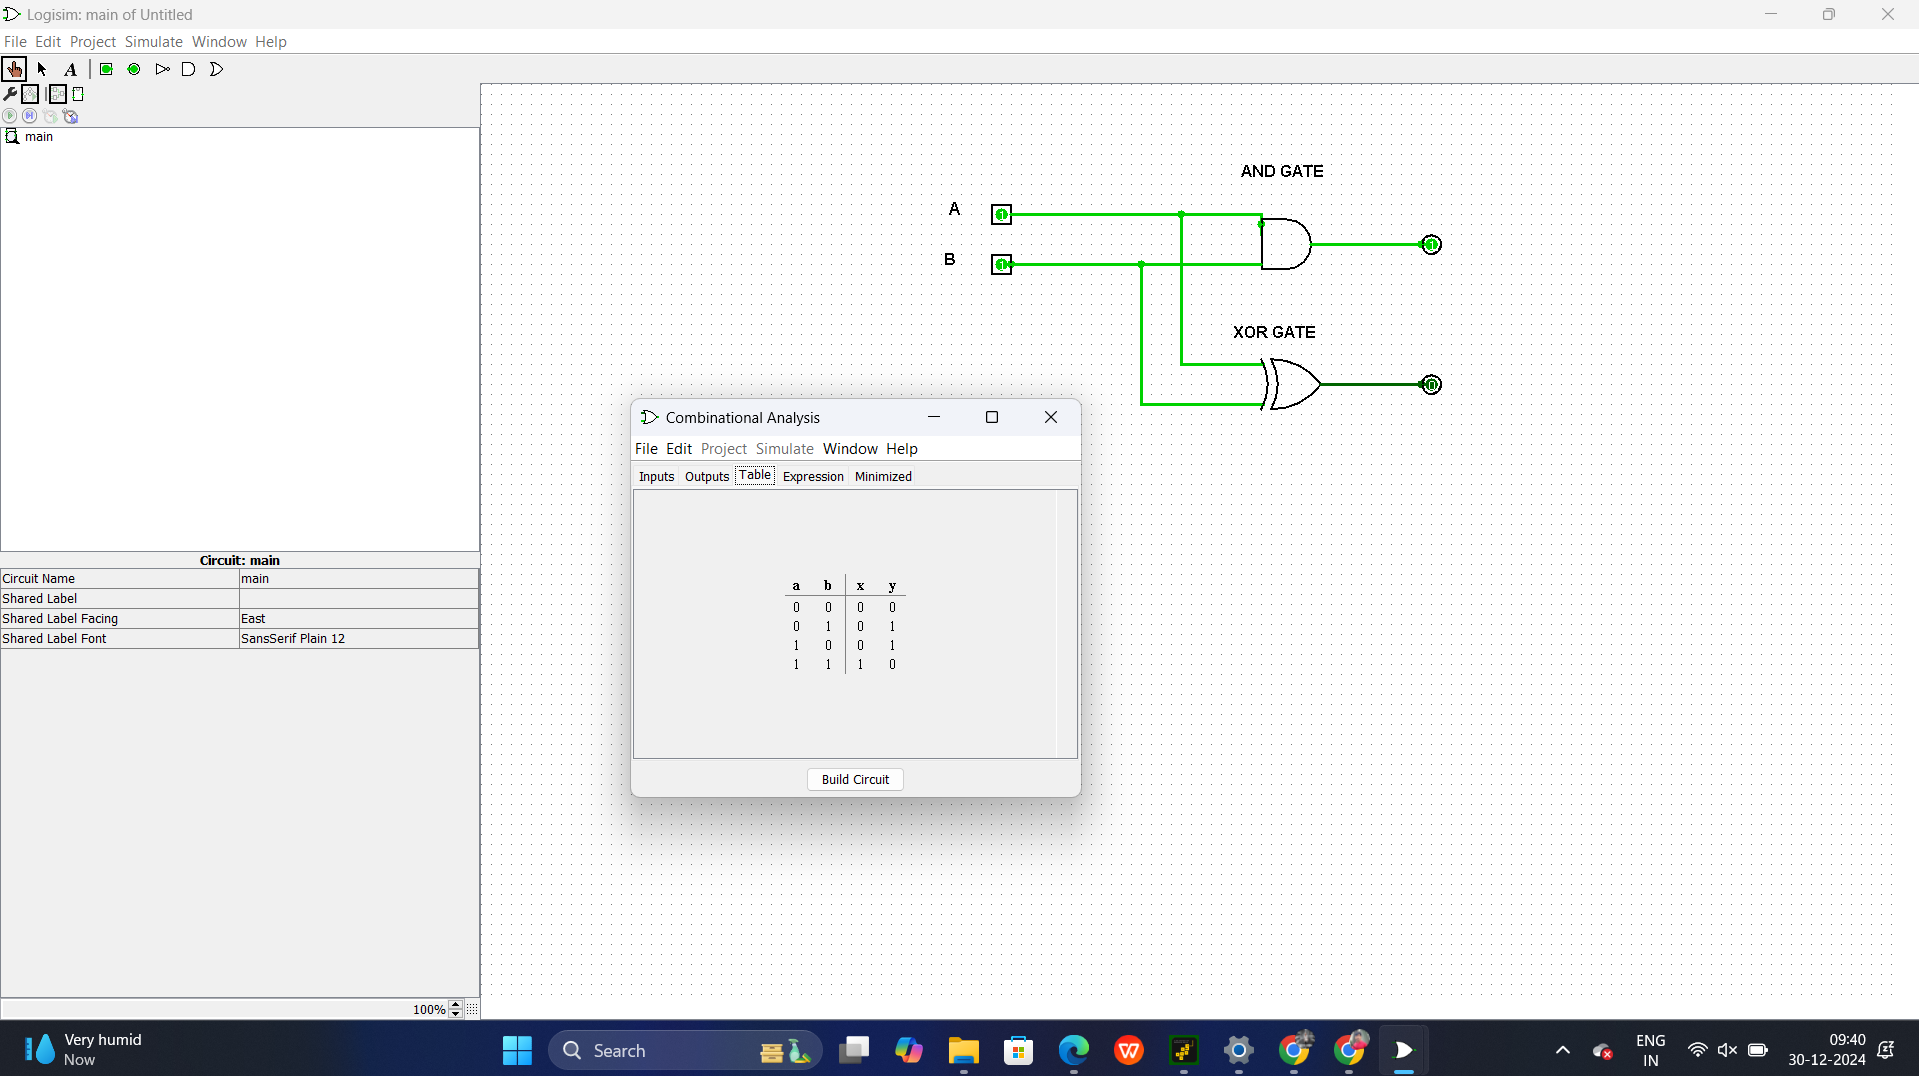 Logisim: main of Untitled
File Edit Project Simulate Window Help
A
main
Circuit: main
Circuit Name main
Shared Label
Shared Label Facing East
Shared Label Font SansSerif Plain 12
100%
AND GATE
A 1 1
B 1
XOR GATE
0
Combinational Analysis
File Edit Project Simulate Window Help
Inputs Outputs Table Expression Minimized
a b x y
0 0 0 0
0 1 0 1
1 0 0 1
1 1 1 0
Build Circuit
Very humid
Now
Search
ENG
IN
09:40
30-12-2024